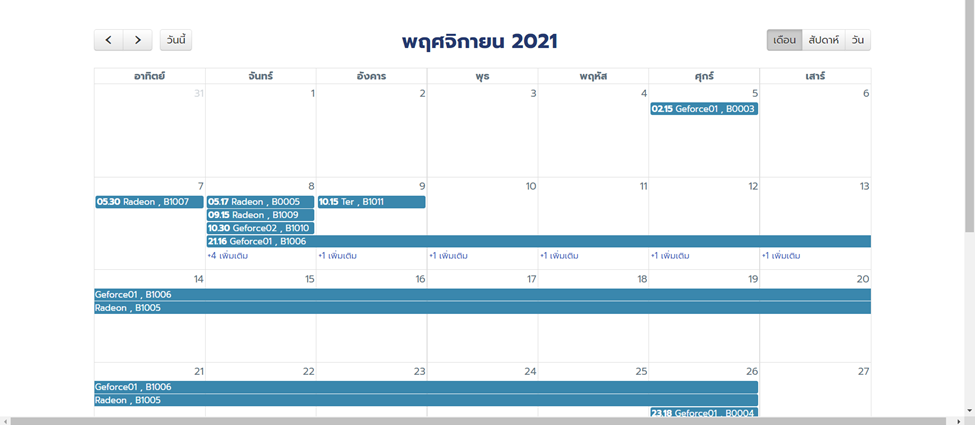 วันนี้
พฤศจิกายน 2021
เดือน สัปดาห์ วัน
อาทิตย์ จันทร์ อังคาร พุธ พฤหัส ศุกร์ เสาร์
31 1 2 3 4 5 6
02.15 Geforce01 , B0003
7 8 9 10 11 12 13
05.30 Radeon , B1007 05.17 Radeon , B0005 10.15 Ter , B1011
09.15 Radeon , B1009
10.30 Geforce02 , B1010
21.16 Geforce01 , B1006
+4 เพิ่มเติม +1 เพิ่มเติม +1 เพิ่มเติม +1 เพิ่มเติม +1 เพิ่มเติม +1 เพิ่มเติม
14 15 16 17 18 19 20
Geforce01 , B1006
Radeon , B1005
21 22 23 24 25 26 27
Geforce01 , B1006
Radeon , B1005
23.18 Geforce01 , B0004